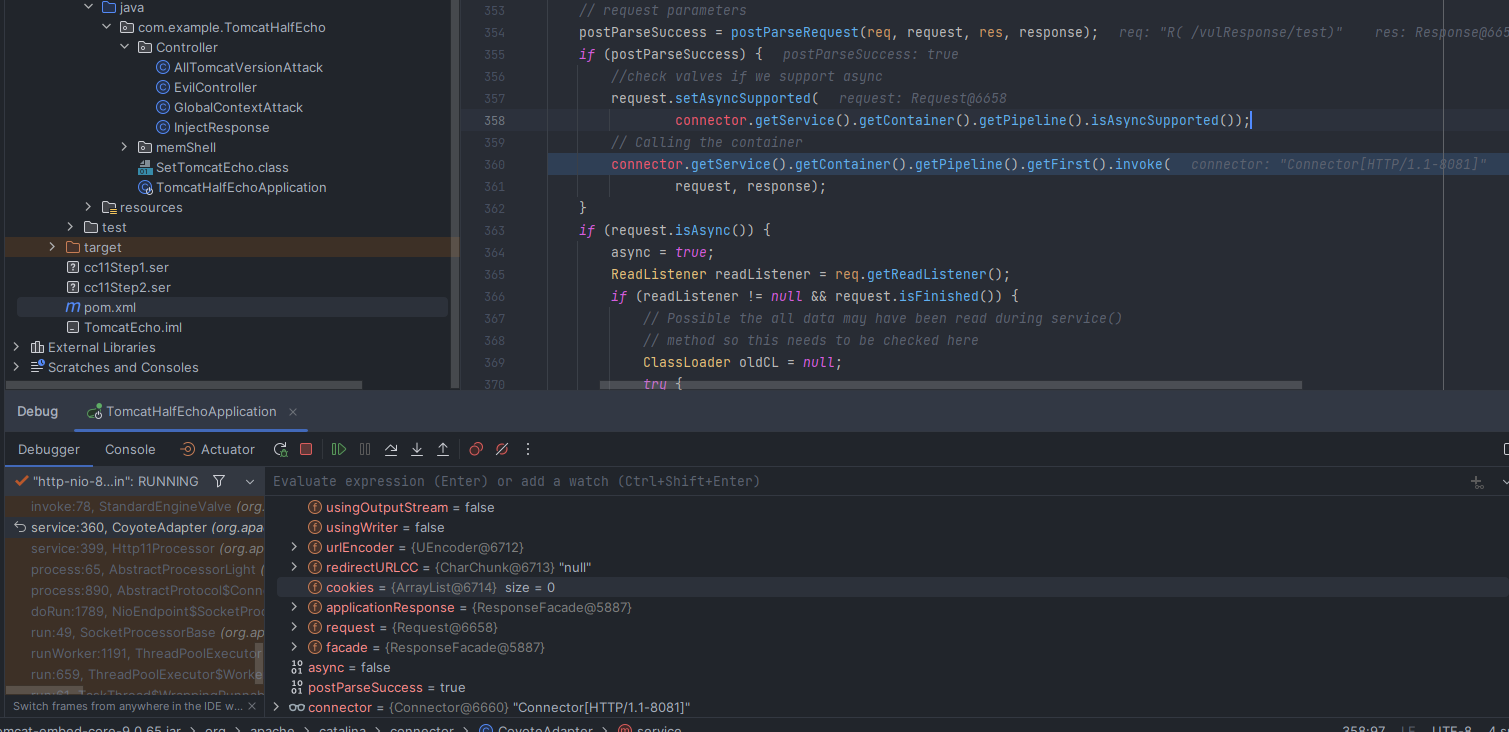 java
com.example.TomcatHalfEcho
Controller
AllTomcatVersionAttack
EvilController
GlobalContextAttack
InjectResponse
memShell
SetTomcatEcho.class
TomcatHalfEchoApplication
resources
test
target
cc11Step1.ser
cc11Step2.ser
pom.xml
TomcatEcho.iml
External Libraries
Scratches and Consoles
353 // request parameters
354 postParseSuccess = postParseRequest(req, request, res, response); req: "R( /vulResponse/test)" res: Response@665
355 if (postParseSuccess) { postParseSuccess: true
356 //check valves if we support async
357 request.setAsyncSupported( request: Request@6658
358 connector.getService().getContainer().getPipeline().isAsyncSupported());
359 // Calling the container
360 connector.getService().getContainer().getPipeline().getFirst().invoke( connector: "Connector[HTTP/1.1-8081]"
361 request, response);
362 }
363 if (request.isAsync()) {
364 async = true;
365 ReadListener readListener = req.getReadListener();
366 if (readListener != null && request.isFinished()) {
367 // Possible the all data may have been read during service()
368 // method so this needs to be checked here
369 ClassLoader oldCL = null;
370 try {
Debug TomcatHalfEchoApplication
Debugger Console Actuator
"http-nio-8...in": RUNNING
invoke:78, StandardEngineValve (org.
service:360, CoyoteAdapter (org.apa
service:399, Http11Processor (org.ap
process:65, AbstractProcessorLight (
process:890, AbstractProtocol$Conn
doRun:1789, NioEndpoint$SocketProc
run:49, SocketProcessorBase (org.ap
runWorker:1191, ThreadPoolExecutor
run:659, ThreadPoolExecutor$Worke
run:61, TaskThread$WrappingRunnab
Switch frames from anywhere in the IDE w...
Evaluate expression (Enter) or add a watch (Ctrl+Shift+Enter)
usingOutputStream = false
usingWriter = false
urlEncoder = {UEncoder@6712}
redirectURLCC = {CharChunk@6713} "null"
cookies = {ArrayList@6714} size = 0
applicationResponse = {ResponseFacade@5887}
request = {Request@6658}
facade = {ResponseFacade@5887}
async = false
postParseSuccess = true
connector = {Connector@6660} "Connector[HTTP/1.1-8081]"
omcat-embed-core-9.0.65.jar > org > apache > catalina > connector > CoyoteAdapter > service
358:97 LF UTF-8 4 s